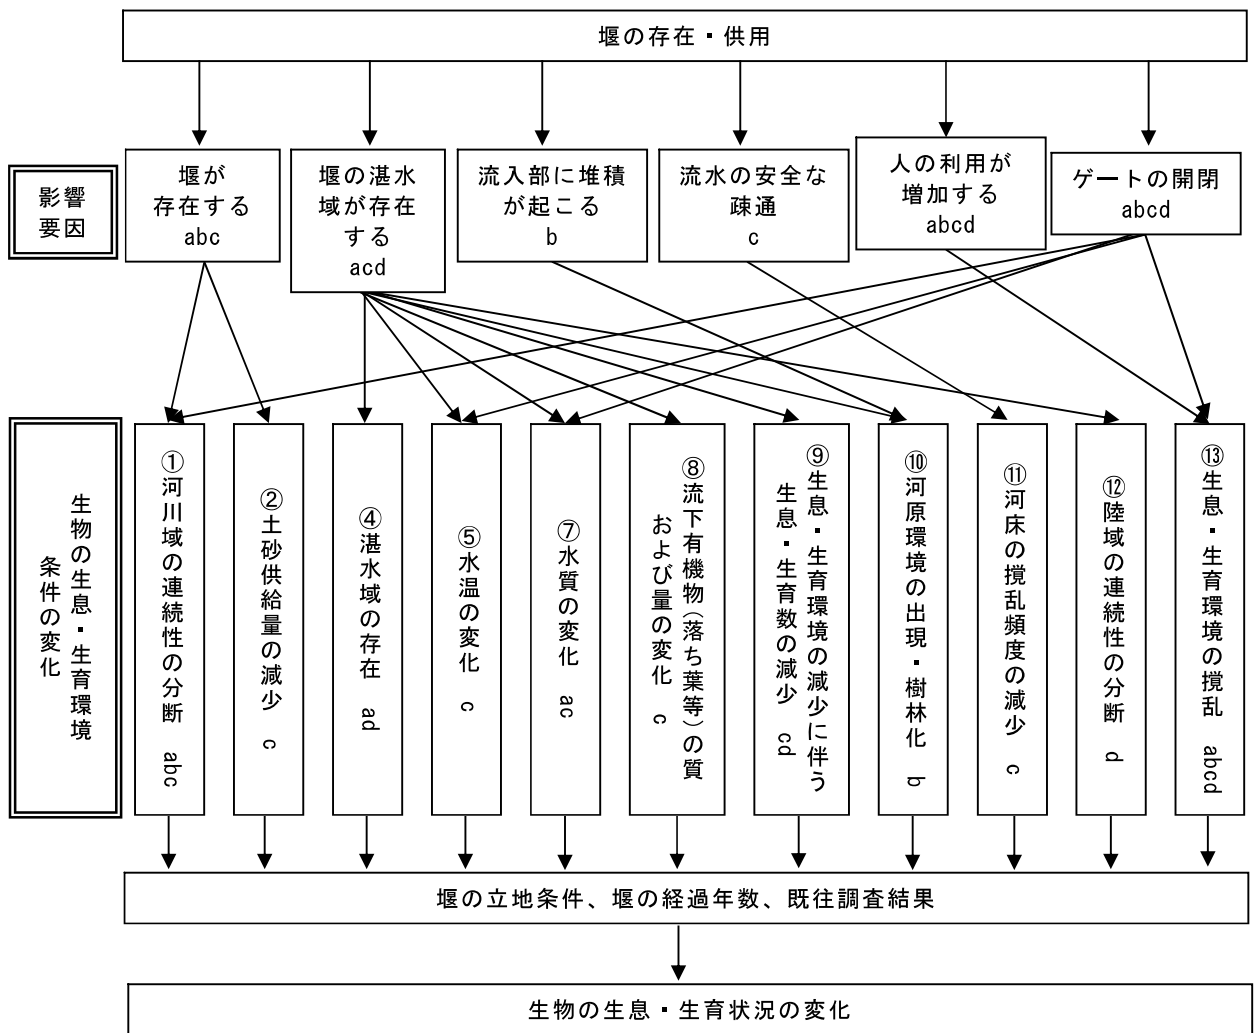 堰の存在・供用
影響
要因
堰が
存在する
abc
堰の湛水
域が存在
する
acd
流入部に堆積
が起こる
b
流水の安全な
疎通
c
人の利用が
増加する
abcd
ゲートの開閉
abcd
生物の生息・生育環境
条件の変化
①河川域の連続性の分断 abc
②土砂供給量の減少 c
④湛水域の存在 ad
⑤水温の変化 c
⑦水質の変化 ac
⑧流下有機物(落ち葉等)の質
および量の変化 c
⑨生息・生育環境の減少に伴う
生息・生育数の減少 cd
⑩河原環境の出現・樹林化 b
⑪河床の撹乱頻度の減少 c
⑫陸域の連続性の分断 d
⑬生息・生育環境の撹乱 abcd
堰の立地条件、堰の経過年数、既往調査結果
生物の生息・生育状況の変化